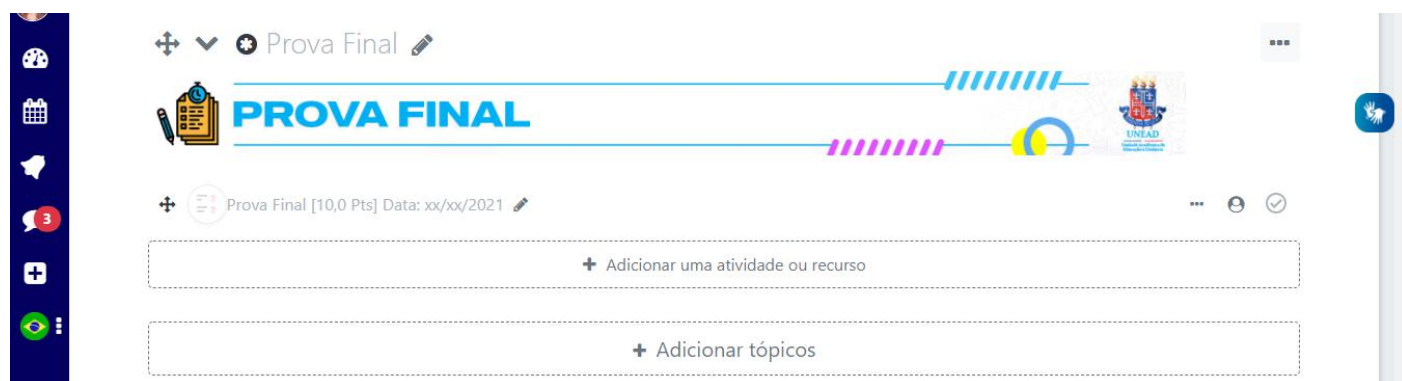 Prova Final
PROVA FINAL
UNEAD
Prova Final [10,0 Pts] Data: xx/xx/2021
3
+ Adicionar uma atividade ou recurso
+ Adicionar tópicos